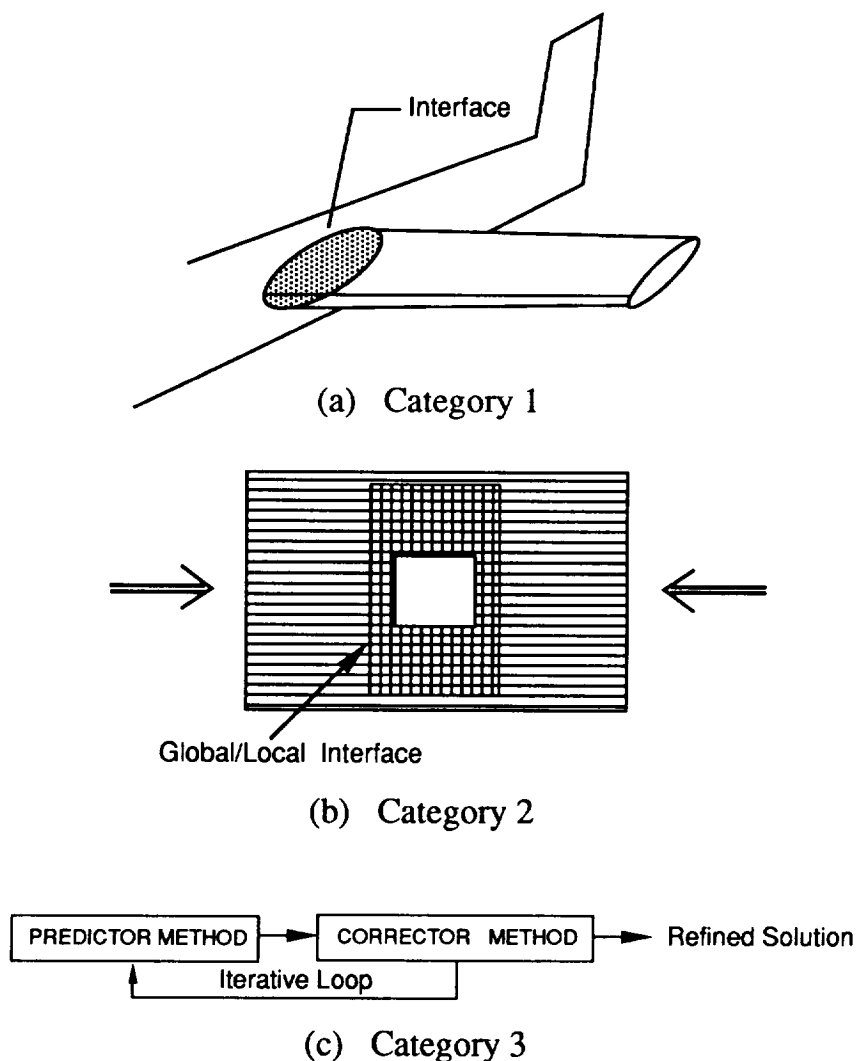 Interface
(a) Category 1
Global/Local Interface
(b) Category 2
PREDICTOR METHOD
CORRECTOR METHOD
Refined Solution
Iterative Loop
(c) Category 3